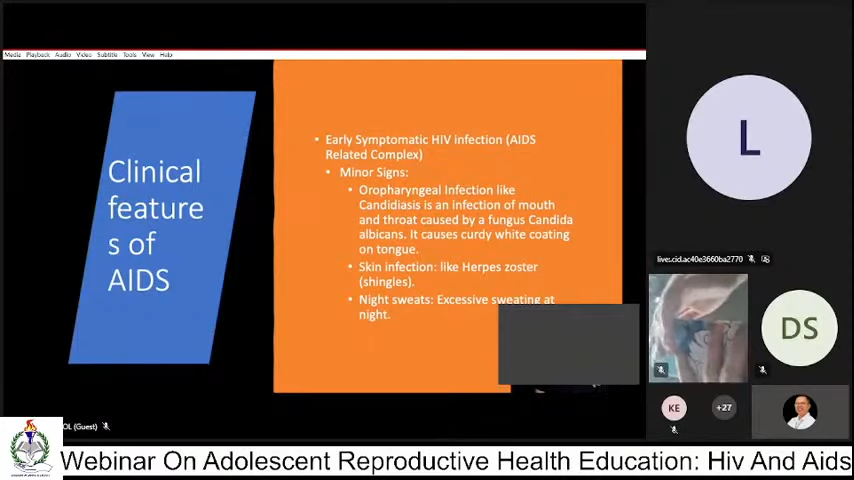 Media Playback Audio Video Subtitle Tools View Help
Clinical
feature
s of
AIDS
• Early Symptomatic HIV infection (AIDS
Related Complex)
• Minor Signs:
• Oropharyngeal Infection like
Candidiasis is an infection of mouth
and throat caused by a fungus Candida
albicans. It causes curdy white coating
on tongue.
• Skin infection: like Herpes zoster
(shingles).
• Night sweats: Excessive sweating at
night.
L
live:.cid.ac40e3660ba2770
DS
KE
+27
OL (Guest)
Webinar On Adolescent Reproductive Health Education: Hiv And Aids